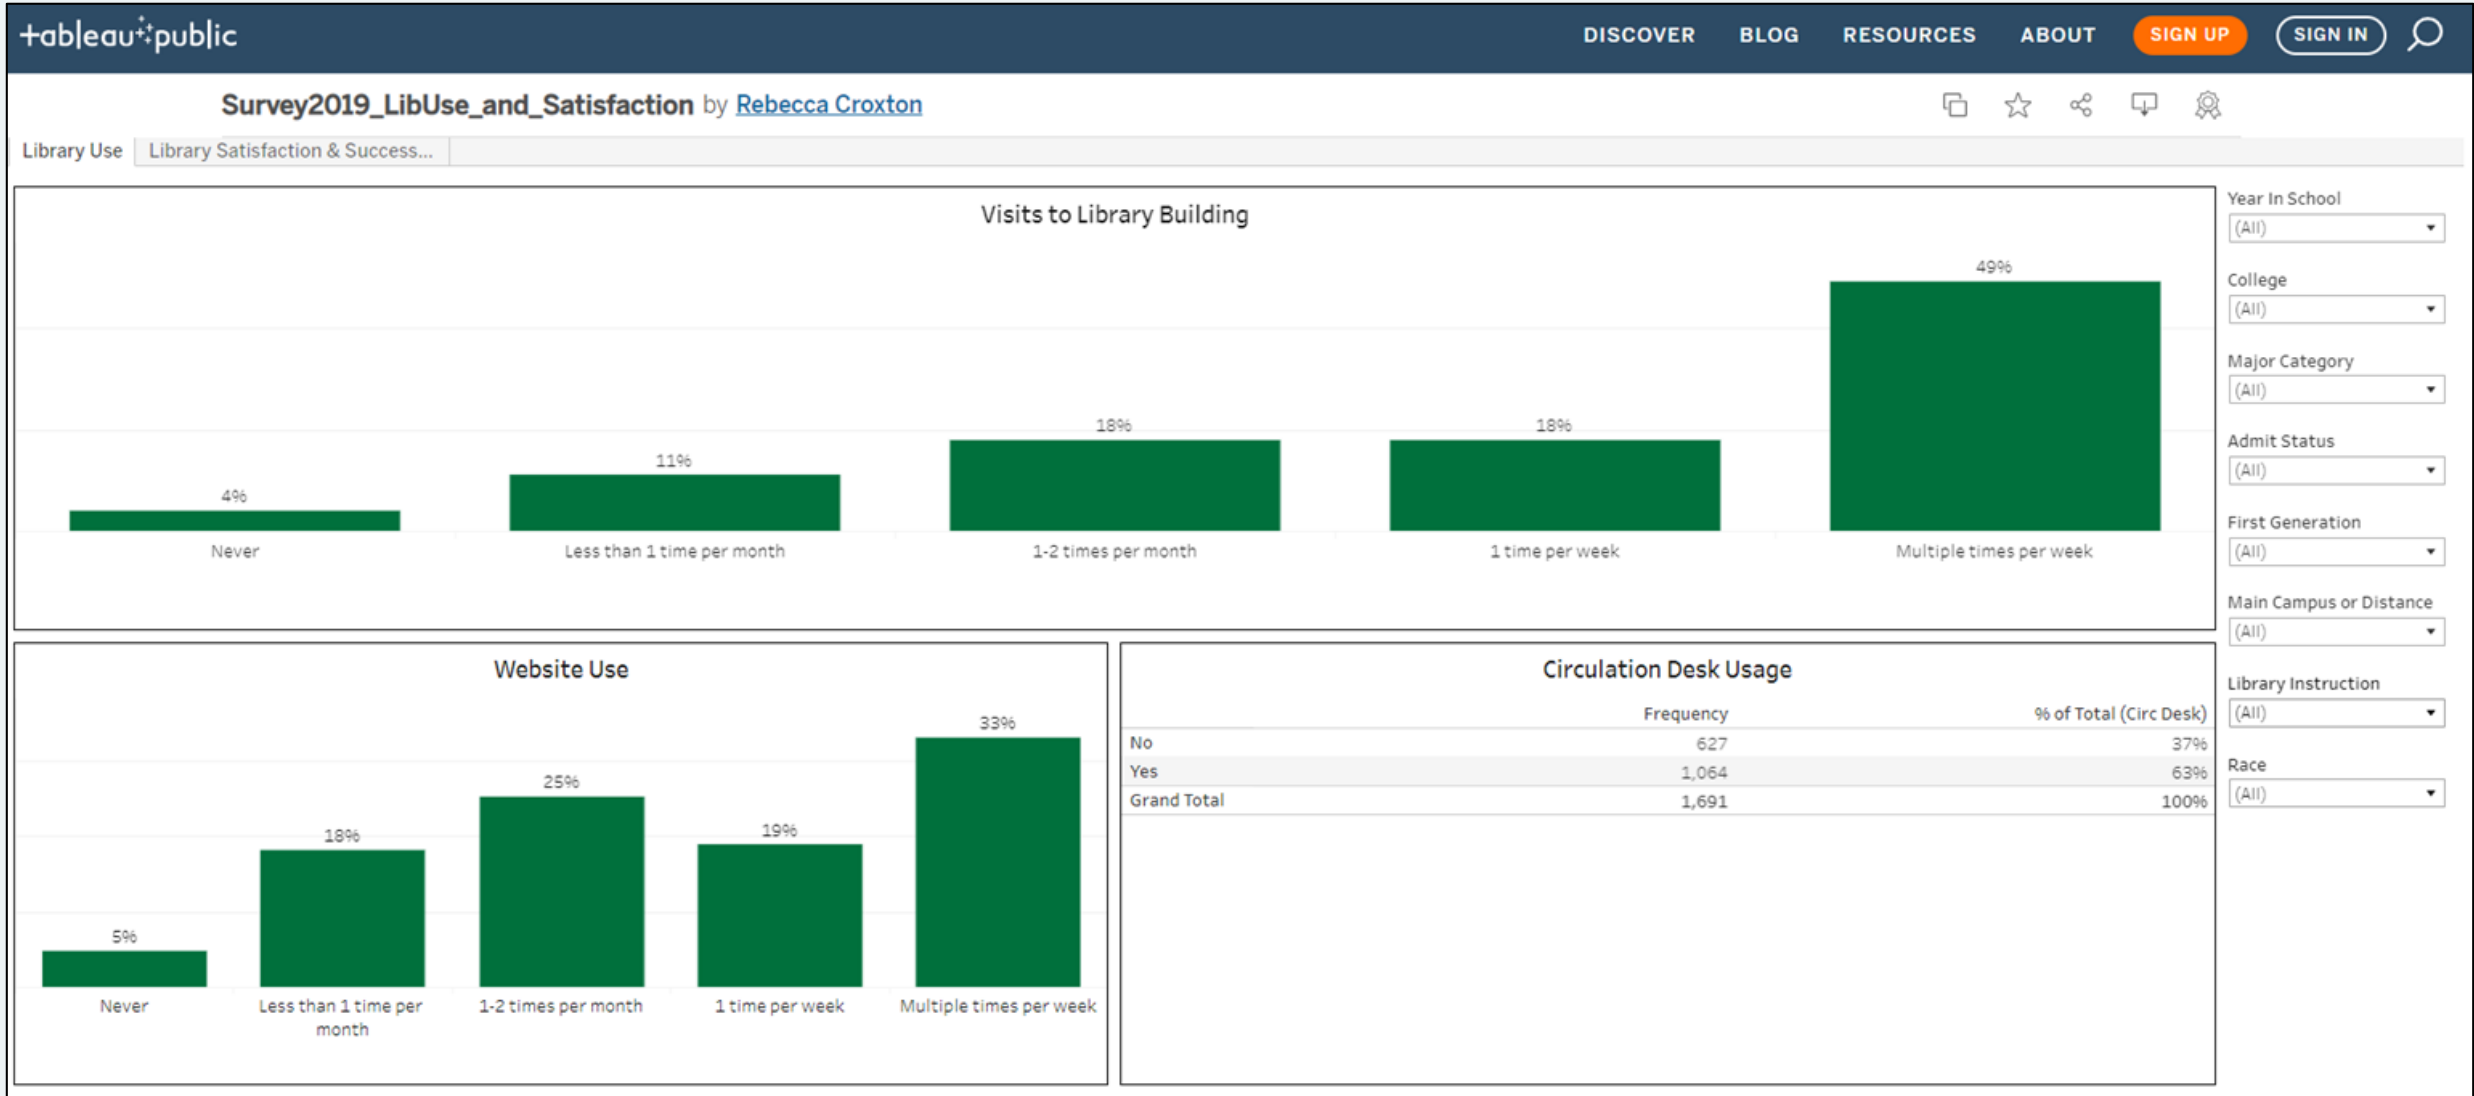 tableau public
DISCOVER BLOG RESOURCES ABOUT SIGN UP SIGN IN
Survey2019_LibUse_and_Satisfaction by Rebecca Croxton
Library Use Library Satisfaction & Success...
Visits to Library Building
49%
18% 18%
11%
4%
Never Less than 1 time per month 1-2 times per month 1 time per week Multiple times per week
Year In School
(All)
College
(All)
Major Category
(All)
Admit Status
(All)
First Generation
(All)
Main Campus or Distance
(All)
Library Instruction
(All)
Race
(All)
Website Use
33%
25%
18% 19%
5%
Never Less than 1 time per 1-2 times per month 1 time per week Multiple times per week
month
Circulation Desk Usage
Frequency % of Total (Circ Desk)
No 627 37%
Yes 1,064 63%
Grand Total 1,691 100%